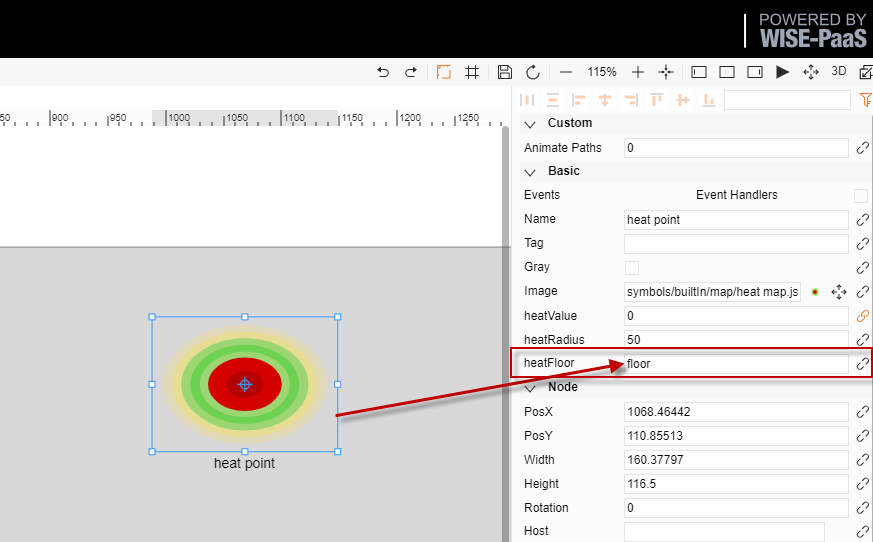 POWERED BY
WISE-PaaS
115%
3D
50
900
950
1000
1050
1100
1150
1200
1250
Custom
Animate Paths 0
Basic
Events Event Handlers
Name heat point
Tag
Gray
Image symbols/builtIn/map/heat map.js
heatValue 0
heatRadius 50
heatFloor floor
Node
PosX 1068.46442
PosY 110.85513
Width 160.37797
Height 116.5
Rotation 0
Host
heat point